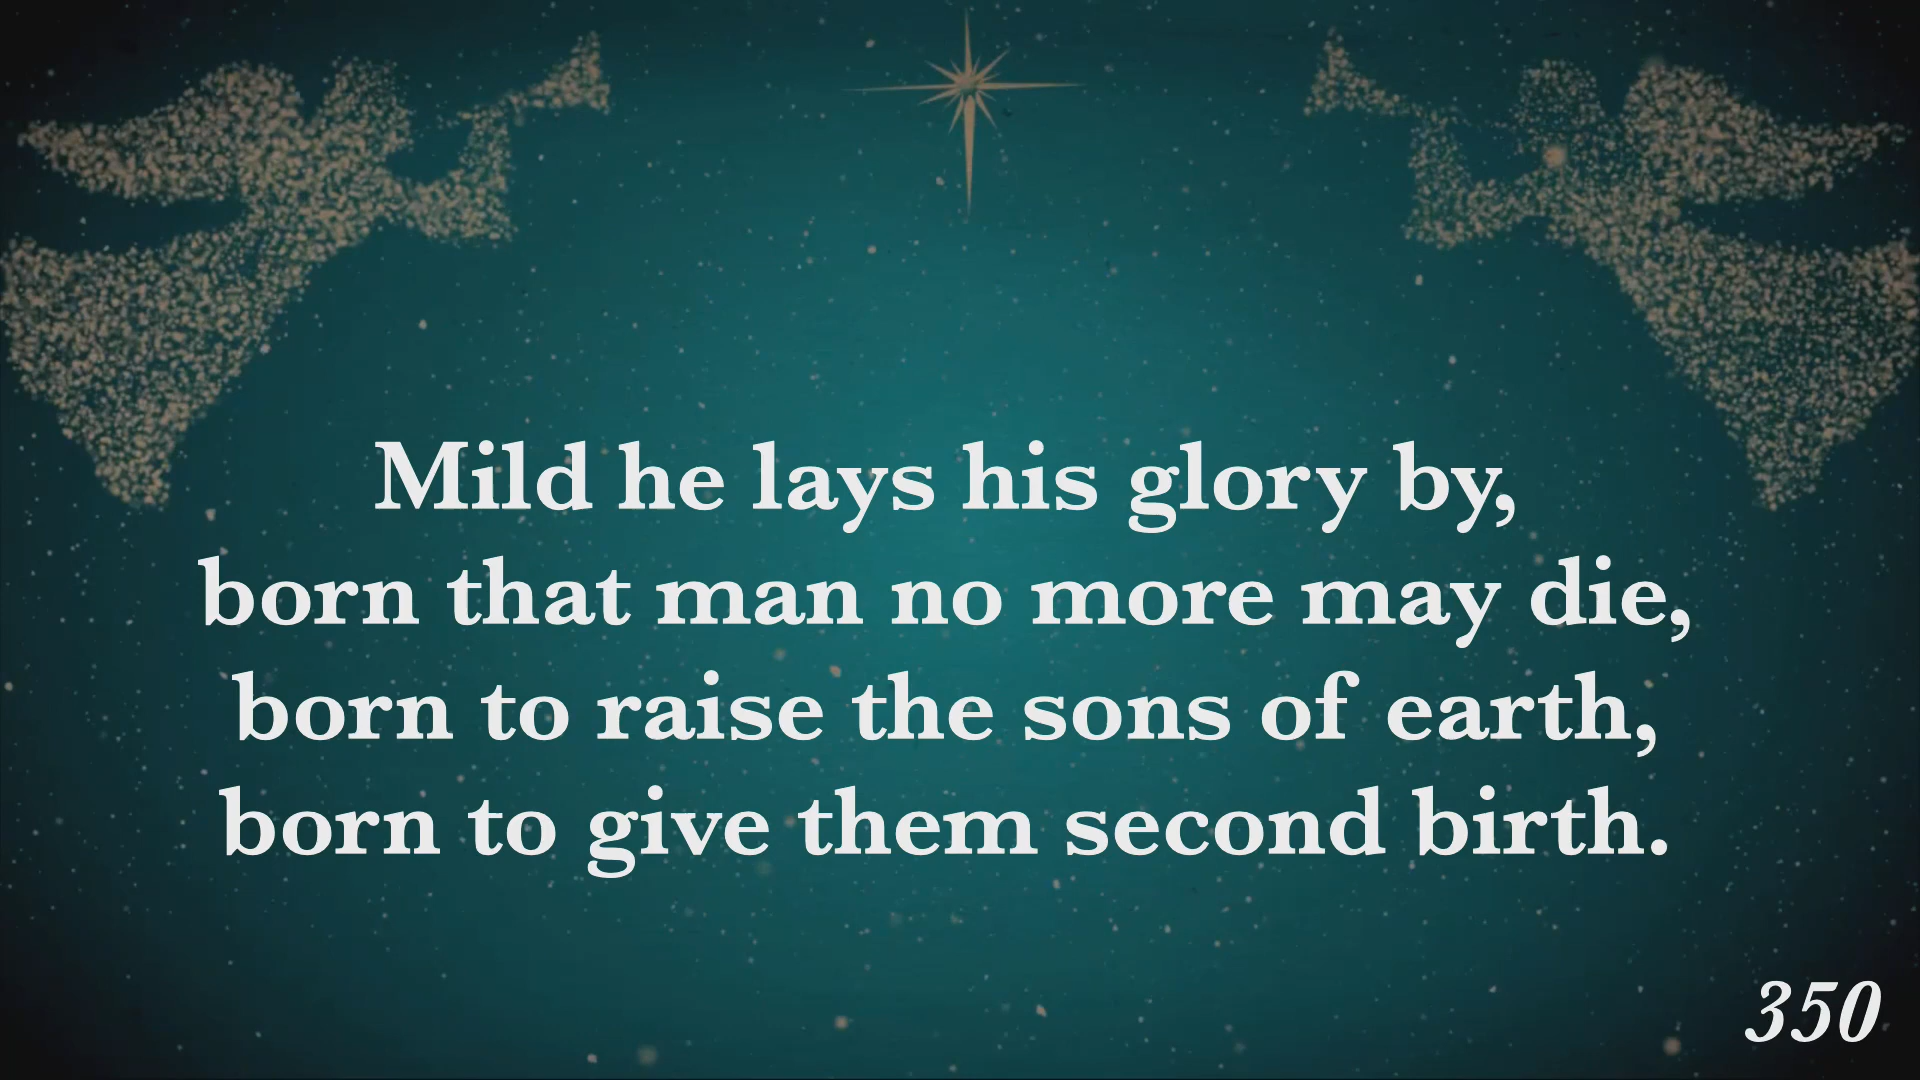 Mild he lays his glory by,
born that man no more may die,
born to raise the sons of earth,
born to give them second birth.
350